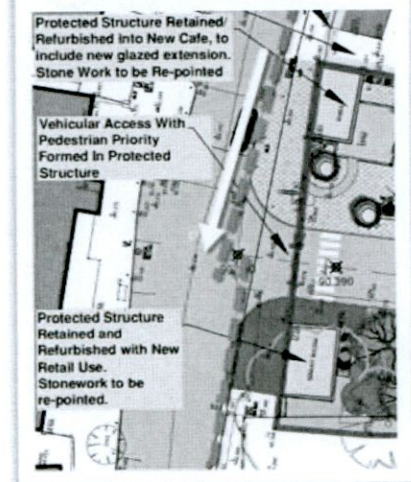 Protected Structure Retained/
Refurbished Into New Cafe, to
include new glazed extension.
Stone Work to be Re-pointed
Vehicular Access With
Pedestrian Priority
Formed In Protected
Structure
90.390
Protected Structure
Retained and
Refurbished with New
Retail Use.
Stonework to be
re-pointed.